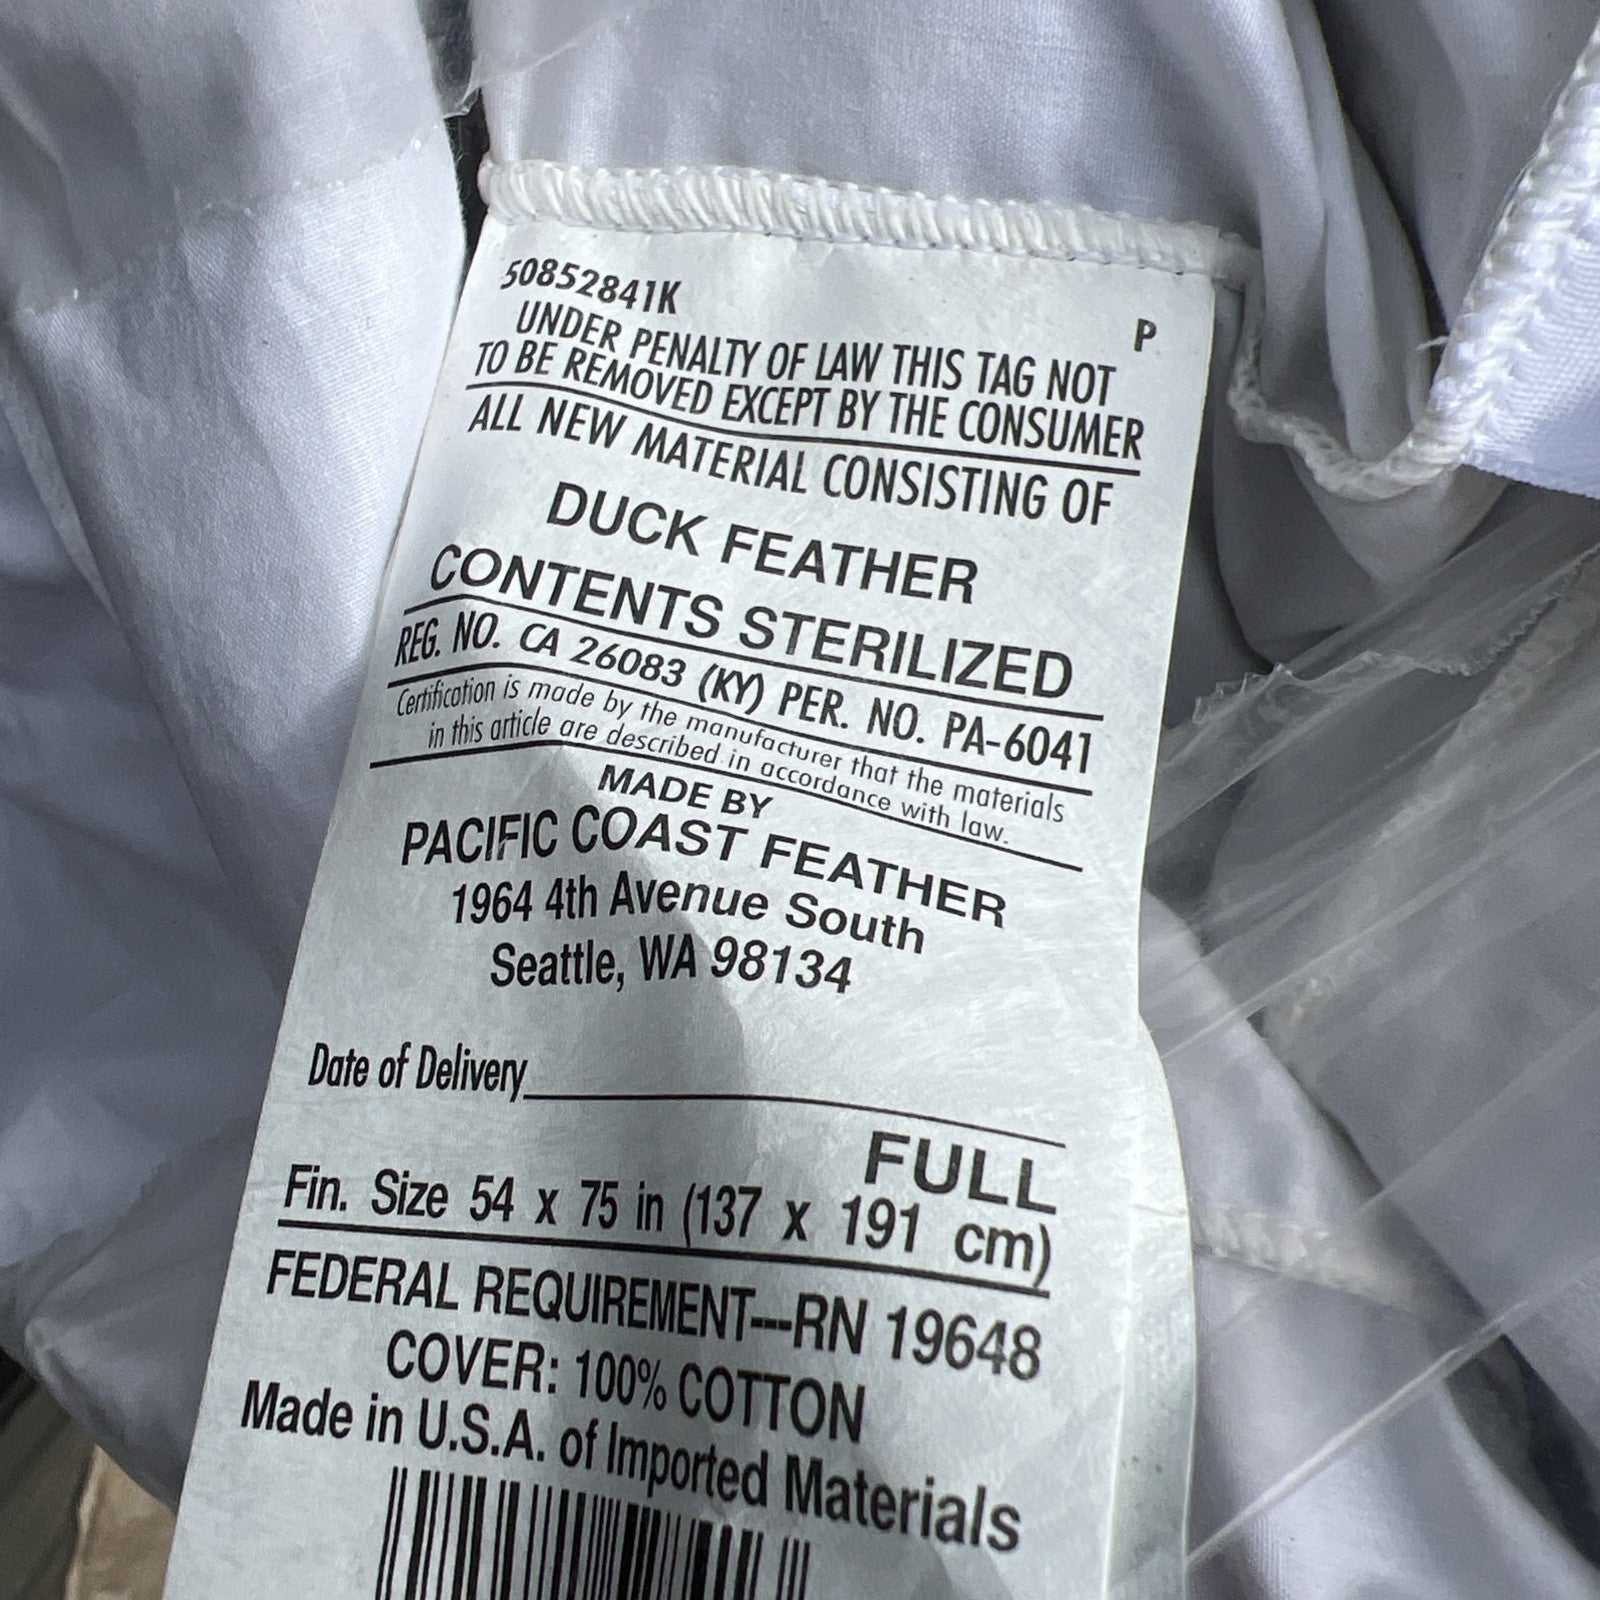 50852841K
P
UNDER PENALTY OF LAW THIS TAG NOT
TO BE REMOVED EXCEPT BY THE CONSUMER
ALL NEW MATERIAL CONSISTING OF
DUCK FEATHER
CONTENTS STERILIZED
REG. NO. CA 26083 (KY) PER. NO. PA-6041
Certification is made by the manufacturer that the materials
in this article are described in accordance with law.
MADE BY
PACIFIC COAST FEATHER
1964 4th Avenue South
Seattle, WA 98134
Date of Delivery
FULL
Fin. Size 54 x 75 in (137 x 191 cm)
FEDERAL REQUIREMENT---RN 19648
COVER: 100% COTTON
Made in U.S.A. of Imported Materials